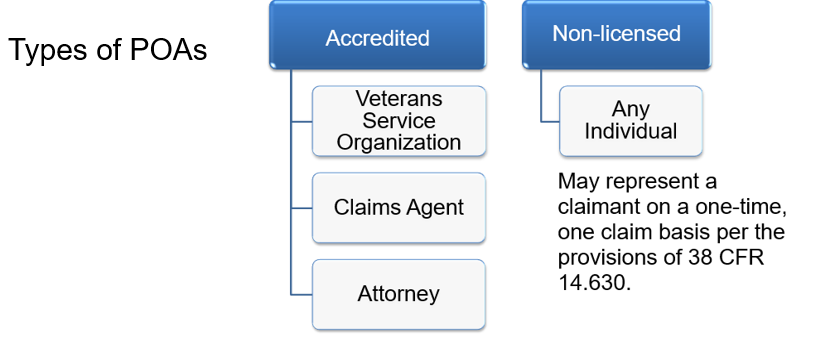 Types of POAs
Accredited
Veterans
Service
Organization
Claims Agent
Attorney
Non-licensed
Any
Individual
May represent a
claimant on a one-time,
one claim basis per the
provisions of 38 CFR
14.630.